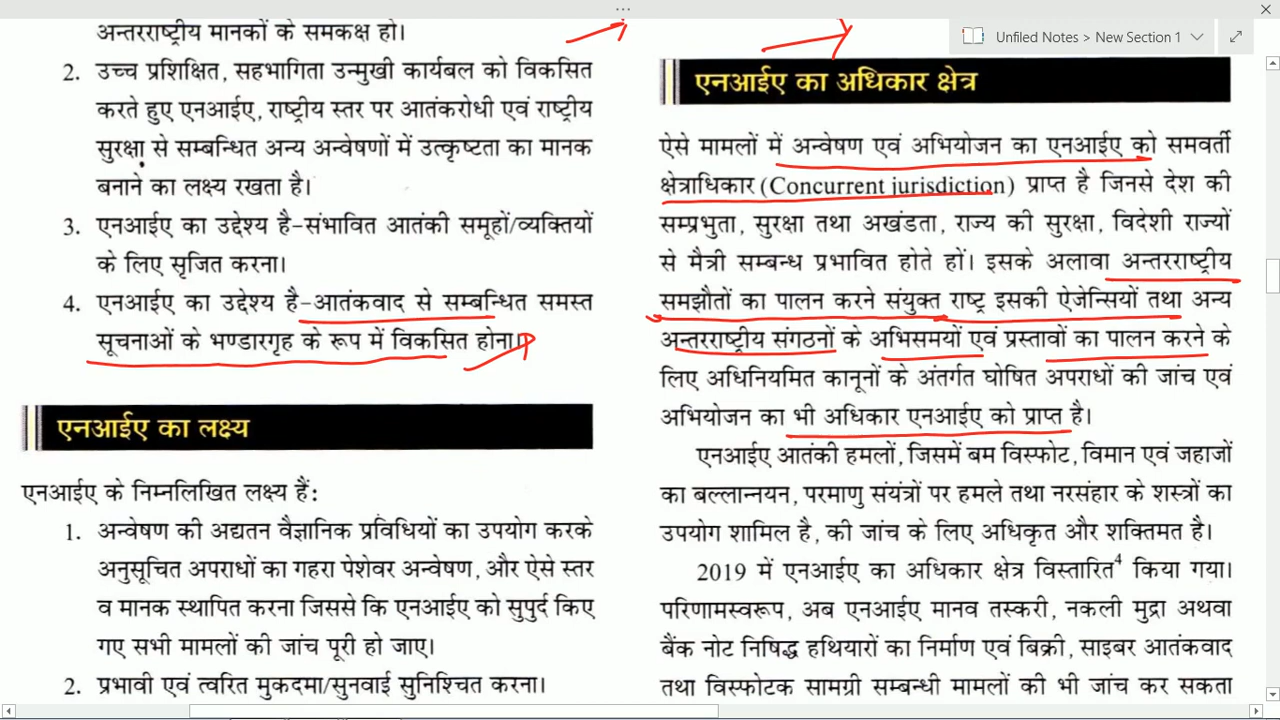 Unfiled Notes > New Section 1
अन्तरराष्ट्रीय मानकों के समकक्ष हो।
2. उच्च प्रशिक्षित, सहभागिता उन्मुखी कार्यबल को विकसित
करते हुए एनआईए, राष्ट्रीय स्तर पर आतंकरोधी एवं राष्ट्रीय
सुरक्षा से सम्बन्धित अन्य अन्वेषणों में उत्कृष्टता का मानक
बनाने का लक्ष्य रखता है।
3. एनआईए का उद्देश्य है-संभावित आतंकी समूहों/व्यक्तियों
के लिए सृजित करना।
4. एनआईए का उद्देश्य है-आतंकवाद से सम्बन्धित समस्त
सूचनाओं के भण्डारगृह के रूप में विकसित होना।
एनआईए का लक्ष्य
एनआईए के निम्नलिखित लक्ष्य हैं:
1. अन्वेषण की अद्यतन वैज्ञानिक प्रविधियों का उपयोग करके
अनुसूचित अपराधों का गहरा पेशेवर अन्वेषण, और ऐसे स्तर
व मानक स्थापित करना जिससे कि एनआईए को सुपुर्द किए
गए सभी मामलों की जांच पूरी हो जाए।
2. प्रभावी एवं त्वरित मुकदमा/सुनवाई सुनिश्चित करना।
एनआईए का अधिकार क्षेत्र
ऐसे मामलों में अन्वेषण एवं अभियोजन का एनआईए को समवर्ती
क्षेत्राधिकार (Concurrent jurisdiction) प्राप्त है जिनसे देश की
सम्प्रभुता, सुरक्षा तथा अखंडता, राज्य की सुरक्षा, विदेशी राज्यों
से मैत्री सम्बन्ध प्रभावित होते हों। इसके अलावा अन्तरराष्ट्रीय
समझौतों का पालन करने संयुक्त राष्ट्र इसकी ऐजेन्सियों तथा अन्य
अन्तरराष्ट्रीय संगठनों के अभिसमयों एवं प्रस्तावों का पालन करने के
लिए अधिनियमित कानूनों के अंतर्गत घोषित अपराधों की जांच एवं
अभियोजन का भी अधिकार एनआईए को प्राप्त है।
एनआईए आतंकी हमलों, जिसमें बम विस्फोट, विमान एवं जहाजों
का बल्लान्नयन, परमाणु संयंत्रों पर हमले तथा नरसंहार के शस्त्रों का
उपयोग शामिल है, की जांच के लिए अधिकृत और शक्तिमत है।
2019 में एनआईए का अधिकार क्षेत्र विस्तारित⁴ किया गया।
परिणामस्वरूप, अब एनआईए मानव तस्करी, नकली मुद्रा अथवा
बैंक नोट निषिद्ध हथियारों का निर्माण एवं बिक्री, साइबर आतंकवाद
तथा विस्फोटक सामग्री सम्बन्धी मामलों की भी जांच कर सकता